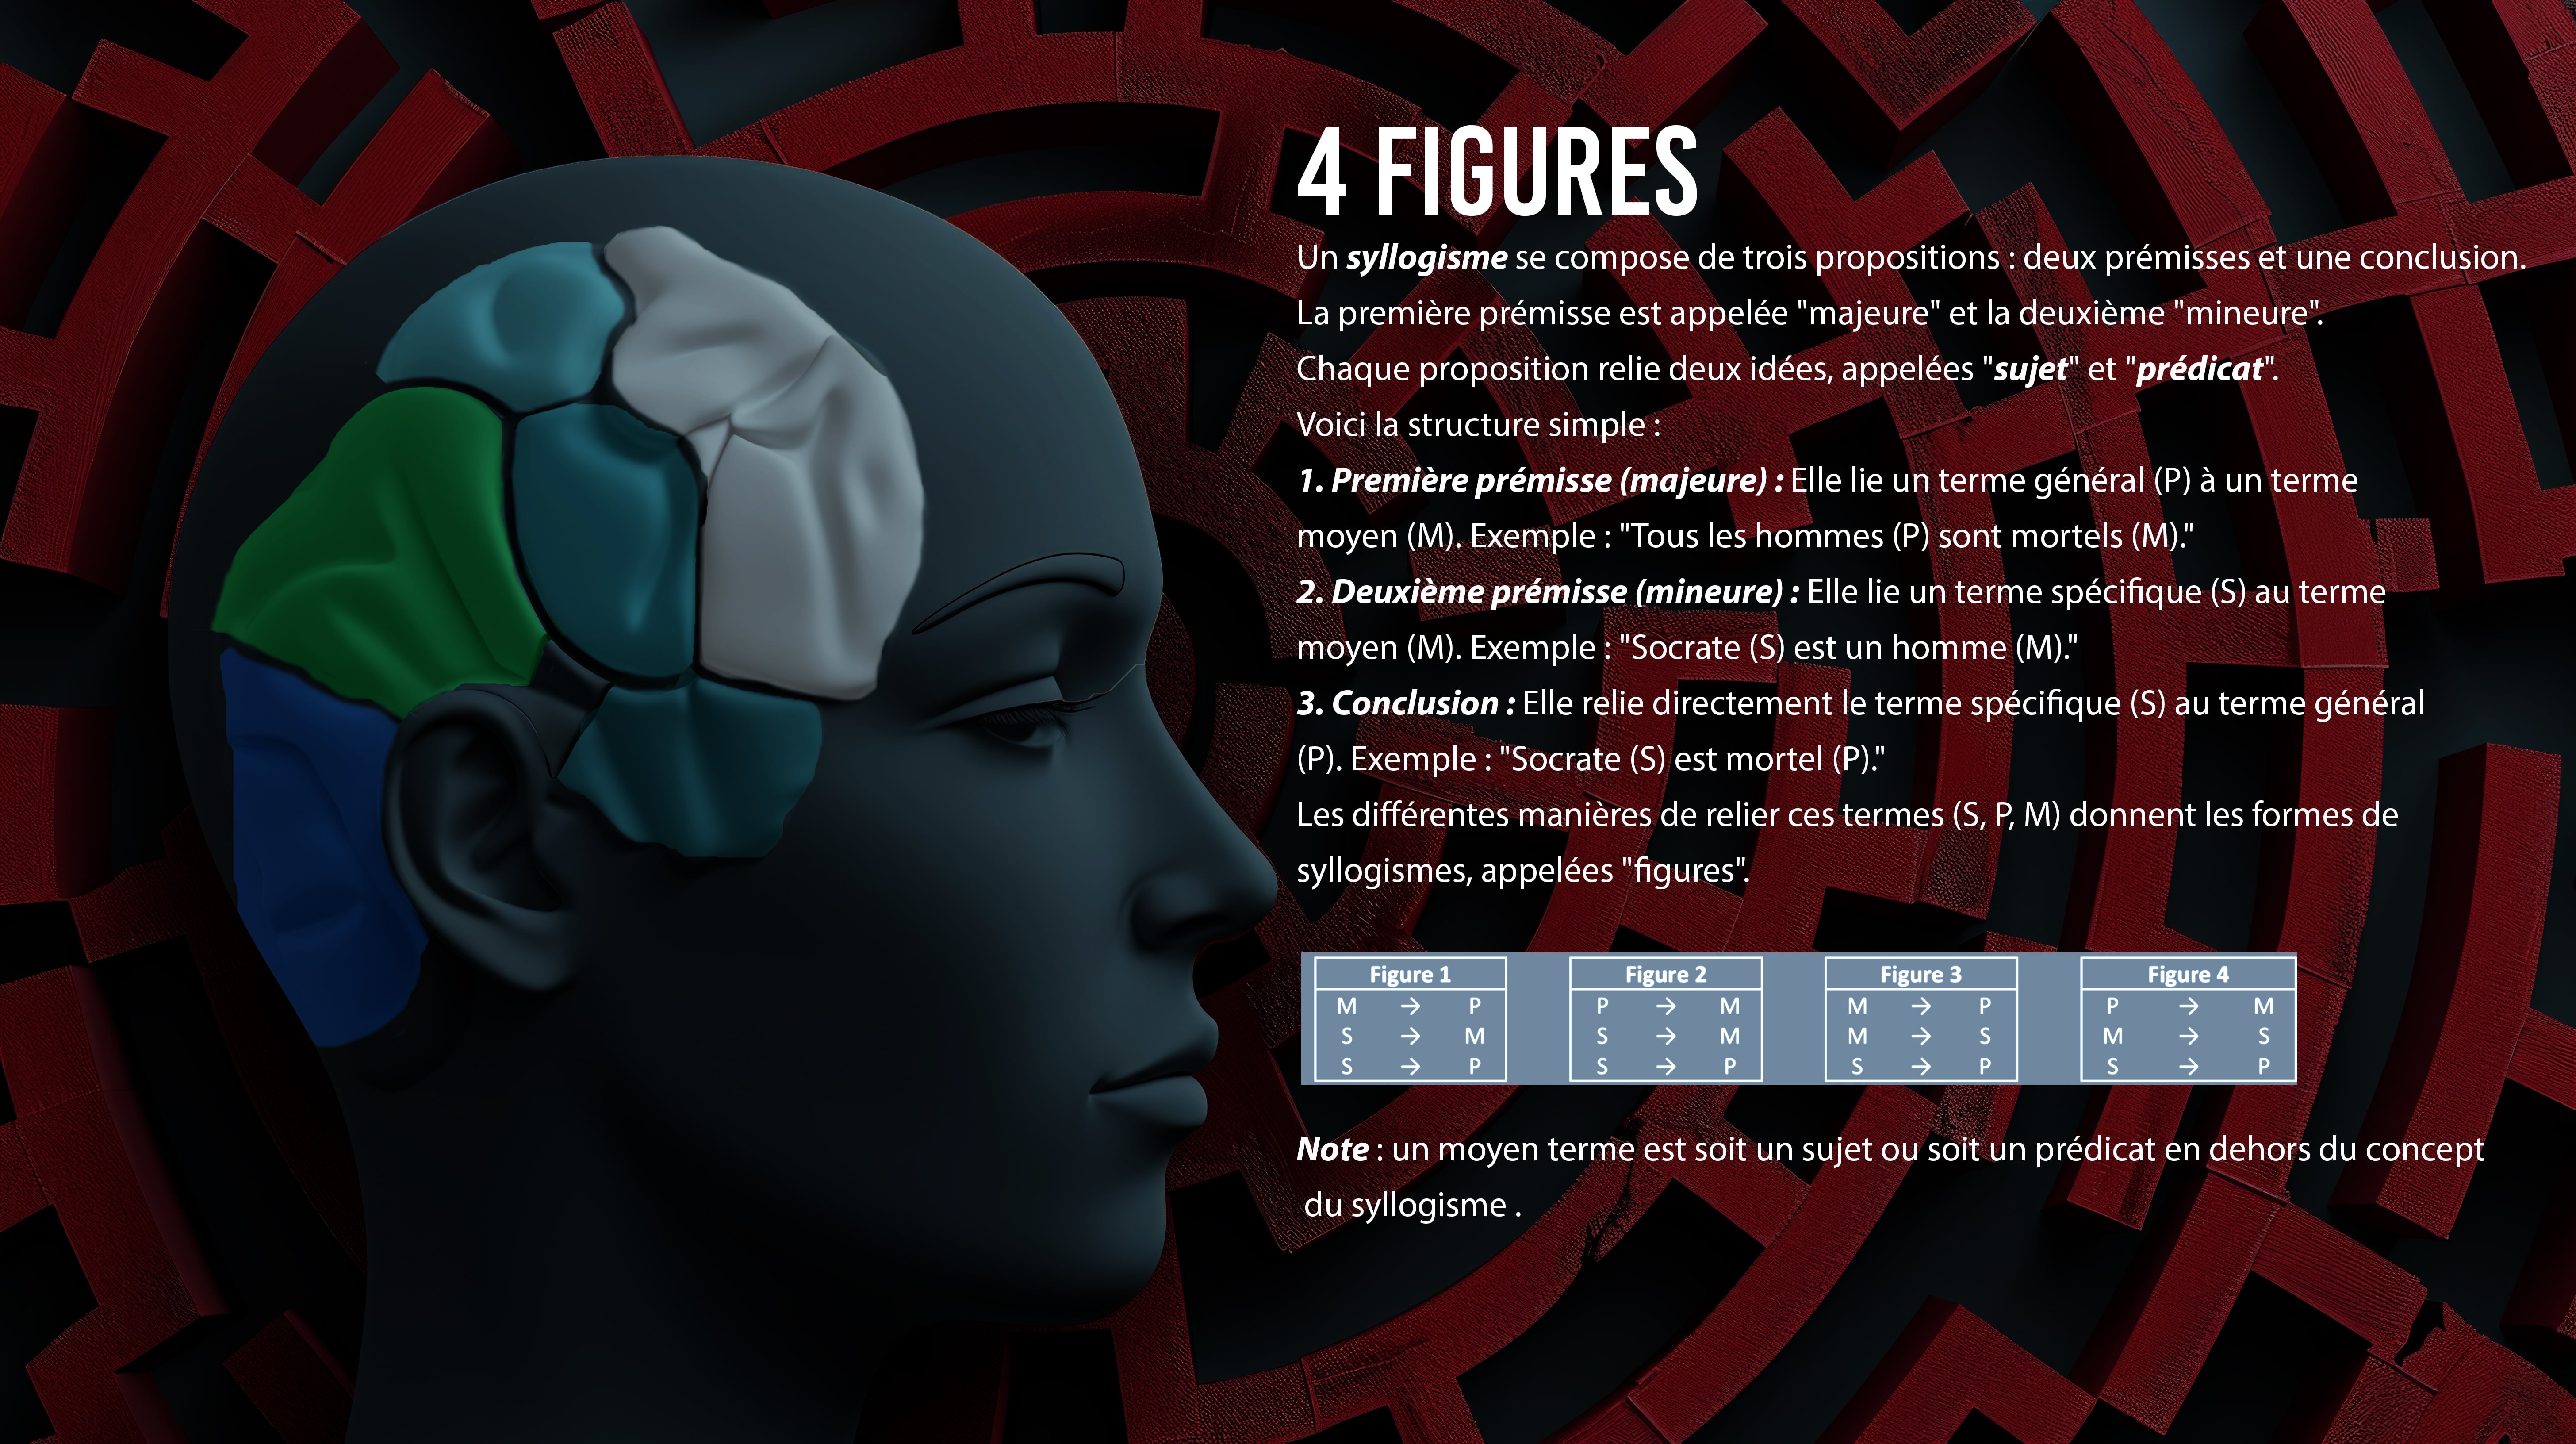 4 FIGURES
Un syllogisme se compose de trois propositions : deux prémisses et une conclusion.
La première prémisse est appelée "majeure" et la deuxième "mineure".
Chaque proposition relie deux idées, appelées "sujet" et "prédicat".
Voici la structure simple :
1. Première prémisse (majeure) : Elle lie un terme général (P) à un terme
moyen (M). Exemple : "Tous les hommes (P) sont mortels (M)."
2. Deuxième prémisse (mineure) : Elle lie un terme spécifique (S) au terme
moyen (M). Exemple : "Socrate (S) est un homme (M)."
3. Conclusion : Elle relie directement le terme spécifique (S) au terme général
(P). Exemple : "Socrate (S) est mortel (P)."
Les différentes manières de relier ces termes (S, P, M) donnent les formes de
syllogismes, appelées "figures".
Figure 1 Figure 2 Figure 3 Figure 4
M → P P → M M → P P → M
S → M S → M M → S M → S
S → P S → P S → P S → P
Note : un moyen terme est soit un sujet ou soit un prédicat en dehors du concept
du syllogisme .